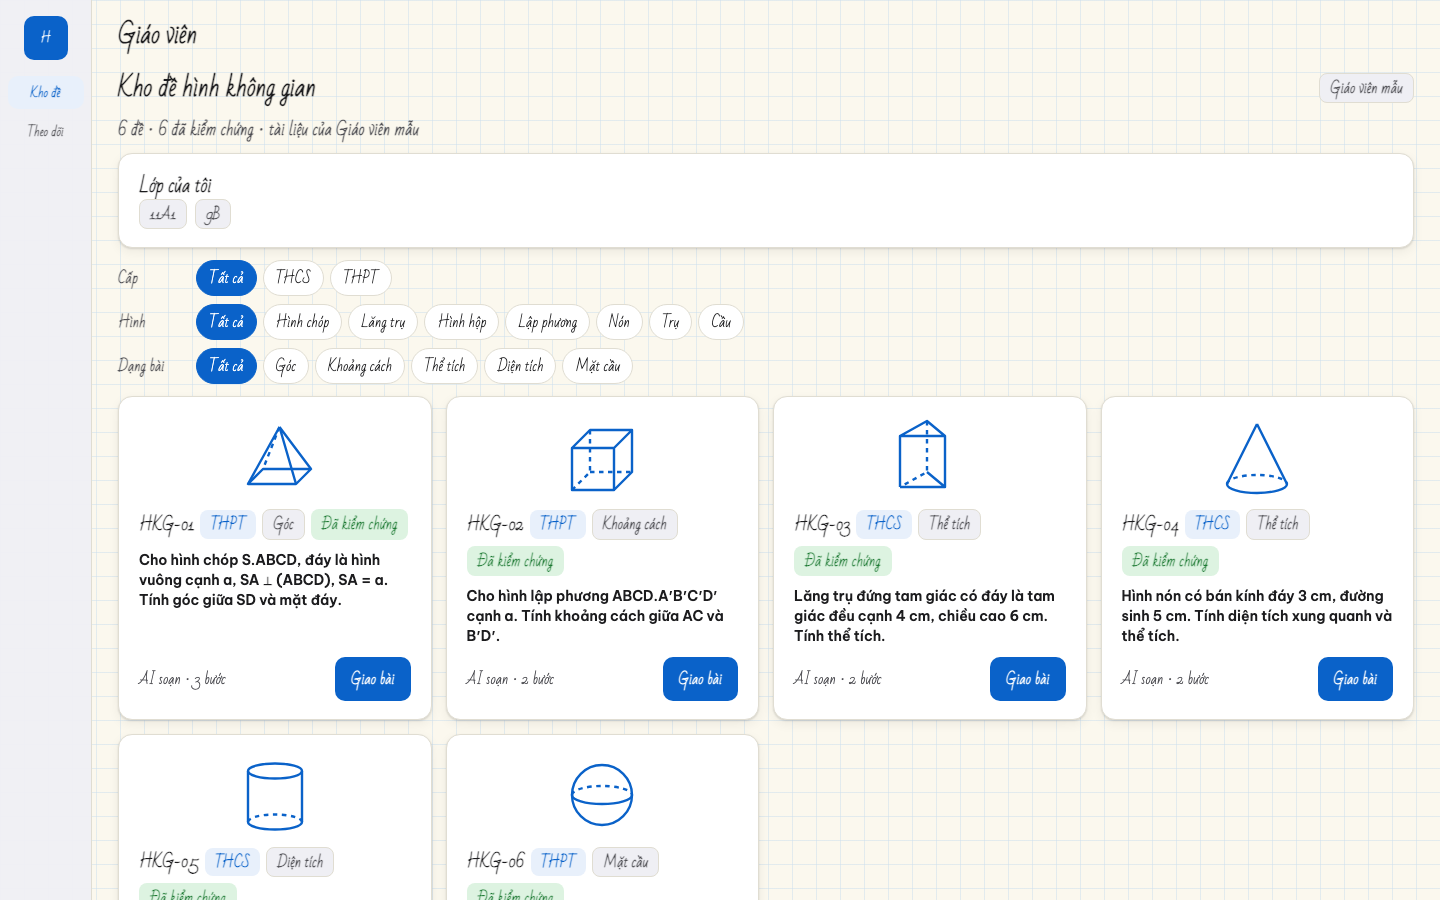 H
Kho đề
Theo dõi
Giáo viên
Kho đề hình không gian
Giáo viên mẫu
6 đề · 6 đã kiểm chứng · tài liệu của Giáo viên mẫu
Lớp của tôi
11A1 9B
Cấp Tất cả THCS THPT
Hình Tất cả Hình chóp Lăng trụ Hình hộp Lập phương Nón Trụ Cầu
Dạng bài Tất cả Góc Khoảng cách Thể tích Diện tích Mặt cầu
HKG-01 THPT Góc Đã kiểm chứng
Cho hình chóp S.ABCD, đáy là hình
vuông cạnh a, SA ⊥ (ABCD), SA = a.
Tính góc giữa SD và mặt đáy.
AI soạn · 3 bước Giao bài
HKG-02 THPT Khoảng cách
Đã kiểm chứng
Cho hình lập phương ABCD.A′B′C′D′
cạnh a. Tính khoảng cách giữa AC và
B′D′.
AI soạn · 2 bước Giao bài
HKG-03 THCS Thể tích
Đã kiểm chứng
Lăng trụ đứng tam giác có đáy là tam
giác đều cạnh 4 cm, chiều cao 6 cm.
Tính thể tích.
AI soạn · 2 bước Giao bài
HKG-04 THCS Thể tích
Đã kiểm chứng
Hình nón có bán kính đáy 3 cm, đường
sinh 5 cm. Tính diện tích xung quanh và
thể tích.
AI soạn · 2 bước Giao bài
HKG-05 THCS Diện tích
Đã kiểm chứng
HKG-06 THPT Mặt cầu
Đã kiểm chứng